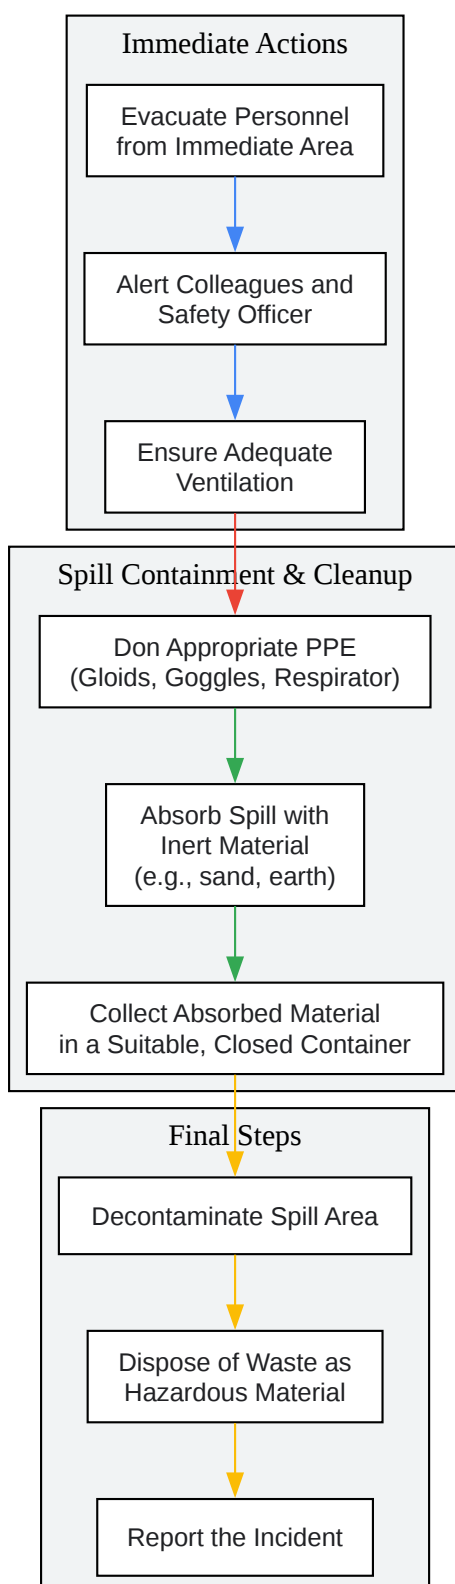 Immediate Actions
Evacuate Personnel
from Immediate Area
Alert Colleagues and
Safety Officer
Ensure Adequate
Ventilation
Spill Containment & Cleanup
Don Appropriate PPE
(Gloids, Goggles, Respirator)
Absorb Spill with
Inert Material
(e.g., sand, earth)
Collect Absorbed Material
in a Suitable, Closed Container
Final Steps
Decontaminate Spill Area
Dispose of Waste as
Hazardous Material
Report the Incident